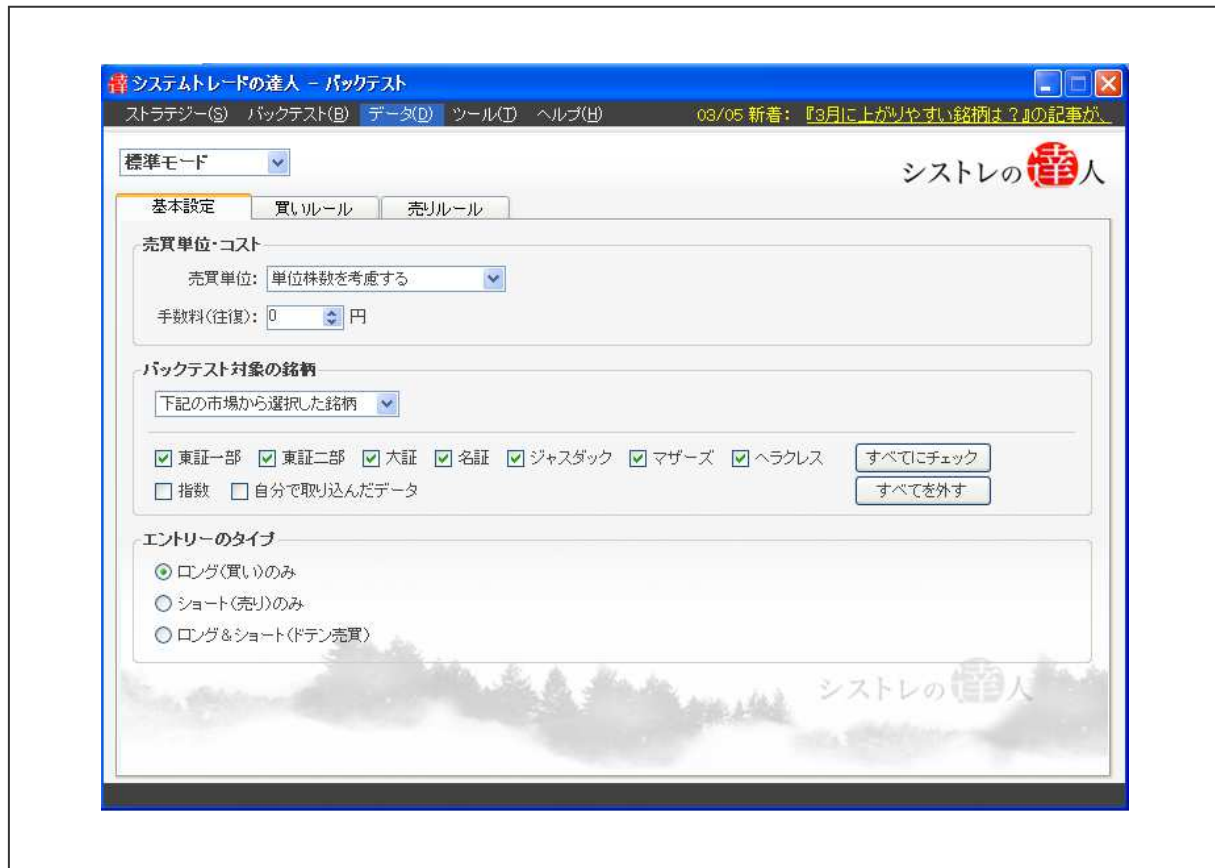 システムトレードの達人 - バックテスト
ストラテジー(S) バックテスト(B) データ(D) ツール(T) ヘルプ(H) 03/05 新着: 『3月に上がりやすい銘柄は?』の記事が、
標準モード
シストレの達人
基本設定 買いルール 売りルール
売買単位・コスト
売買単位: 単位株数を考慮する
手数料(往復): 0 円
バックテスト対象の銘柄
下記の市場から選択した銘柄
東証一部 東証二部 大証 名証 ジャスダック マザーズ ヘラクレス すべてにチェック
指数 自分で取り込んだデータ すべてを外す
エントリーのタイプ
ロング(買い)のみ
ショート(売り)のみ
ロング&ショート(ドテン売買)
シストレの達人